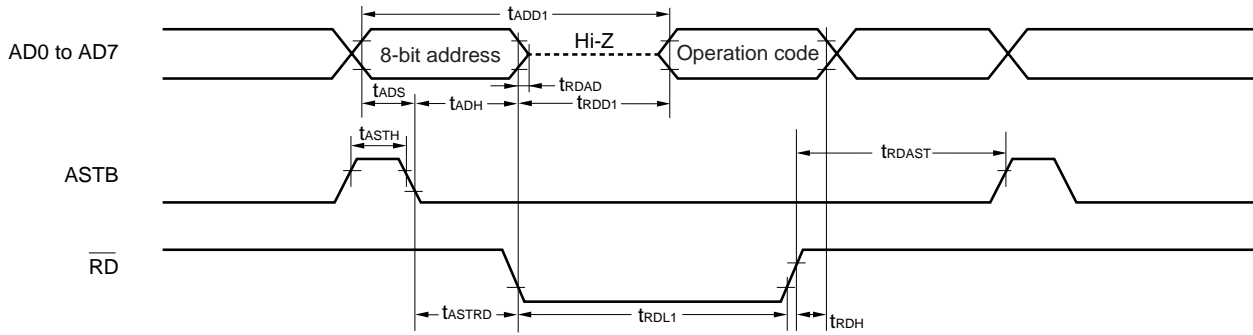 tADD1
AD0 to AD7
8-bit address
Hi-Z
Operation code
tRDAD
tADS
tADH
tRDD1
tASTH
tRDAST
ASTB
RD
tASTRD
tRDL1
tRDH